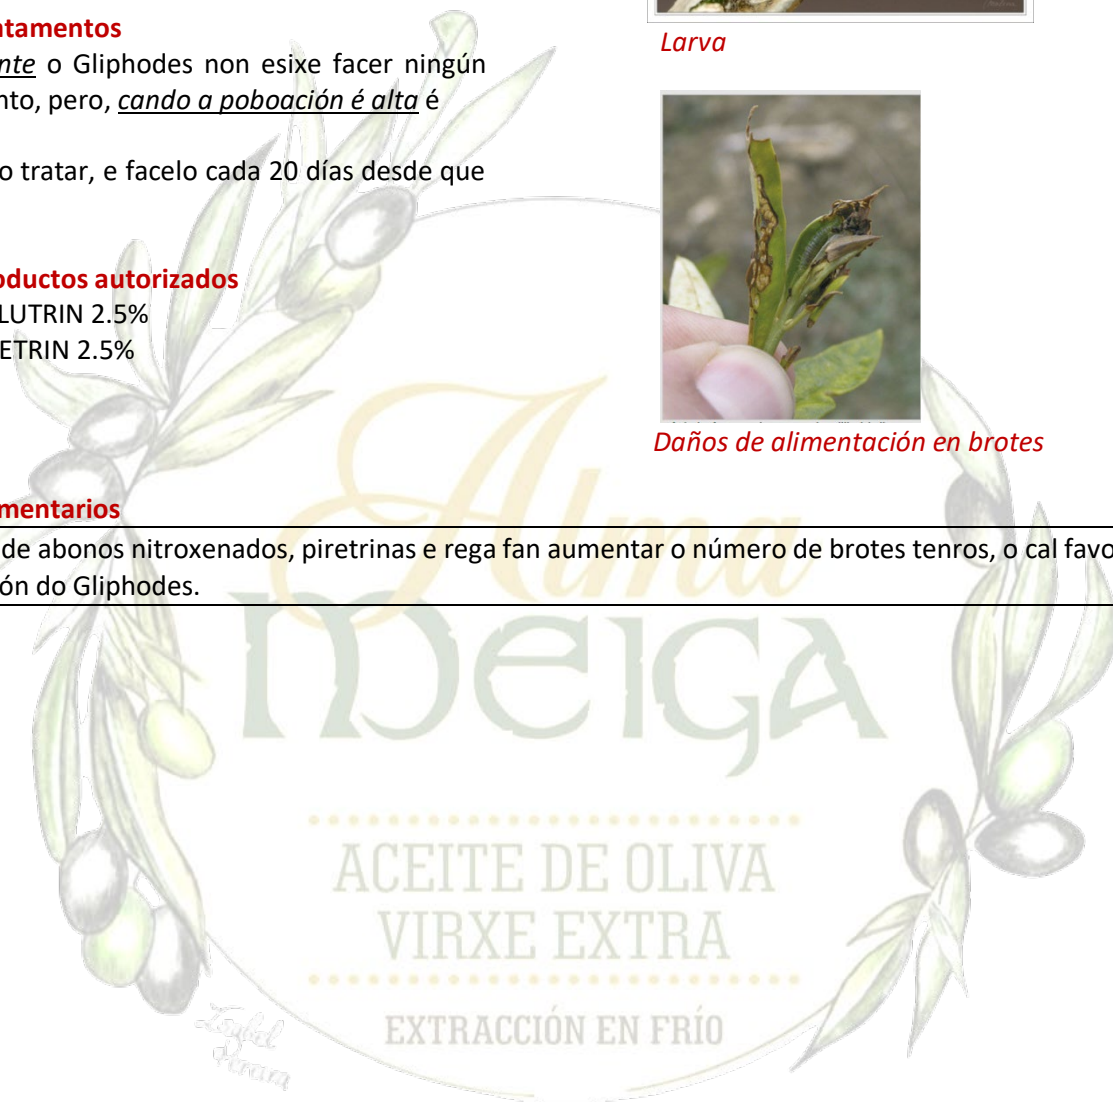 atamentos
nte o Gliphodes non esixe facer ningún
nto, pero, cando a poboación é alta é
o tratar, e facelo cada 20 días desde que
oductos autorizados
LUTRIN 2.5%
ETRIN 2.5%
Larva
Daños de alimentación en brotes
mentarios
de abonos nitroxenados, piretrinas e rega fan aumentar o número de brotes tenros, o cal favo
ón do Gliphodes.
Alma
MEIGA
ACEITE DE OLIVA
VIRXE EXTRA
EXTRACCIÓN EN FRÍO